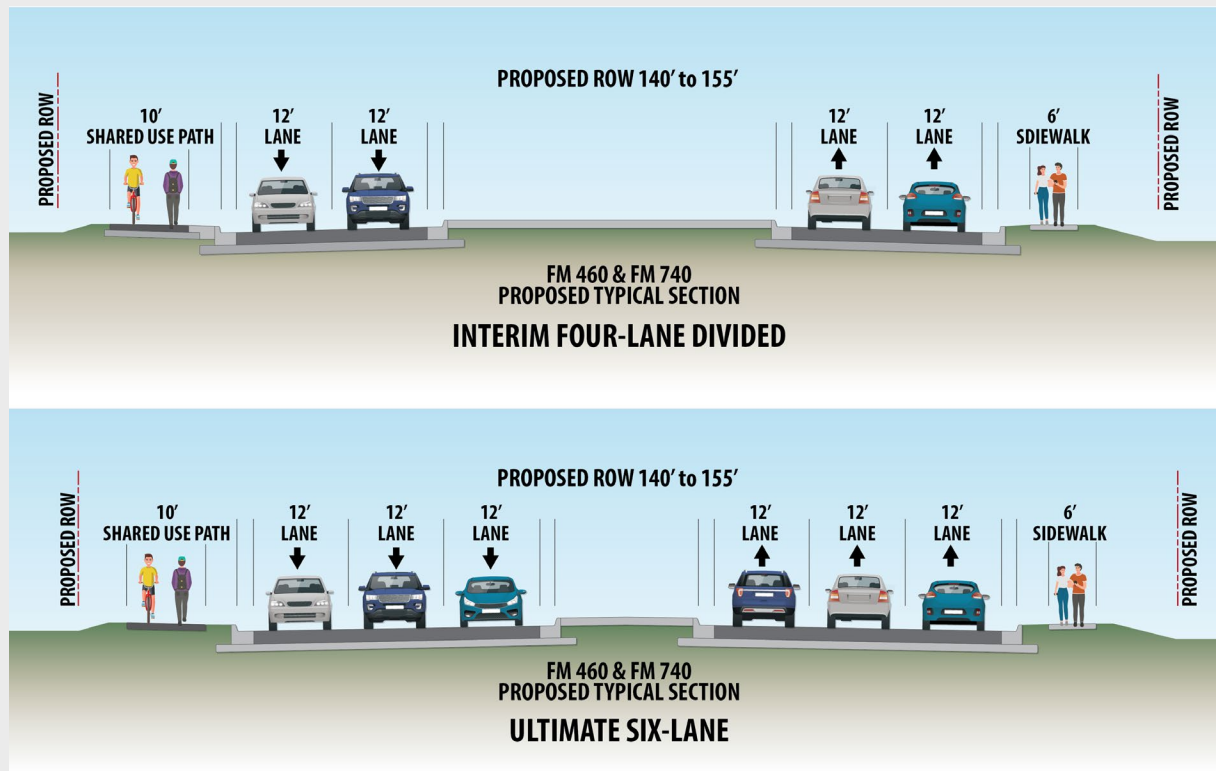 PROPOSED ROW 140' to 155'
PROPOSED ROW
10'
SHARED USE PATH
12'
LANE
12'
LANE
12'
LANE
12'
LANE
6'
SDIEWALK
PROPOSED ROW
FM 460 & FM 740
PROPOSED TYPICAL SECTION
INTERIM FOUR-LANE DIVIDED
PROPOSED ROW 140' to 155'
PROPOSED ROW
10'
SHARED USE PATH
12'
LANE
12'
LANE
12'
LANE
12'
LANE
12'
LANE
12'
LANE
6'
SIDEWALK
PROPOSED ROW
FM 460 & FM 740
PROPOSED TYPICAL SECTION
ULTIMATE SIX-LANE